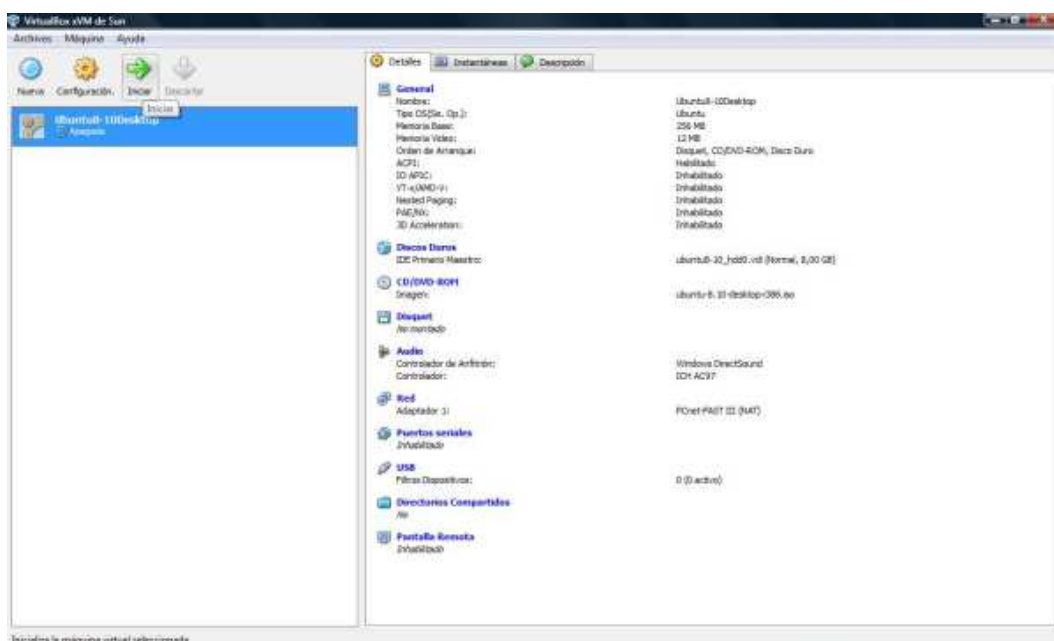 VirtualBox xVM de Sun
Archivos Máquina Ayuda
Nueva Configuración. Iniciar Descartar
Iniciar
Ubuntu8-10Desktop
Apagada
Detalles Instantáneas Descripción
General
Nombre: Ubuntu8-10Desktop
Tipo OS(Sis. Op.): Ubuntu
Memoria Base: 256 MB
Memoria Video: 12 MB
Orden de Arranque: Disquet, CD/DVD-ROM, Disco Duro
ACPI: Habilitado
IO APIC: Inhabilitado
VT-x/AMD-V: Inhabilitado
Nested Paging: Inhabilitado
PAE/NX: Inhabilitado
3D Acceleration: Inhabilitado
Discos Duros
IDE Primario Maestro: ubuntu8-10_hdd0.vdi (Normal, 8,00 GB)
CD/DVD-ROM
Imagen: ubuntu-8.10-desktop-i386.iso
Disquet
No montado
Audio
Controlador de Anfitrión: Windows DirectSound
Controlador: ICH AC97
Red
Adaptador 1: PCnet-FAST III (NAT)
Puertos seriales
Inhabilitado
USB
Filtros Dispositivos: 0 (0 activo)
Directorios Compartidos
No
Pantalla Remota
Inhabilitado
Inicializa la máquina virtual seleccionada